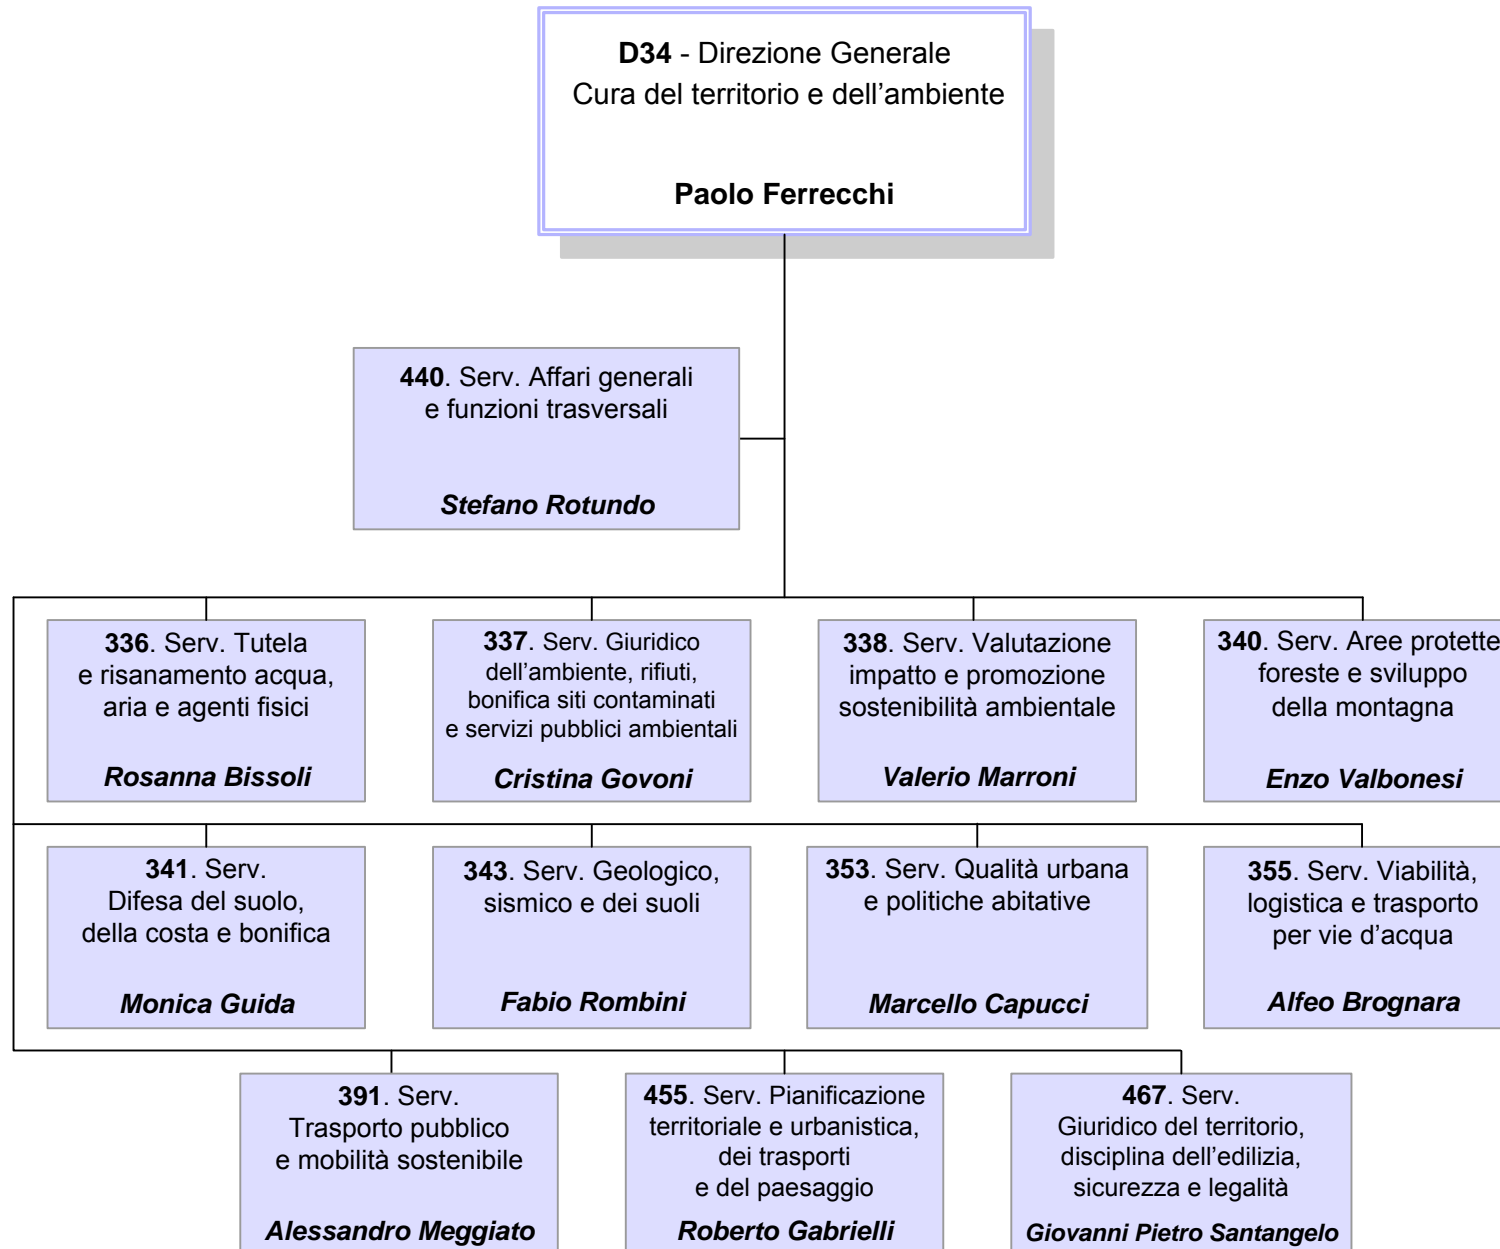 D34 - Direzione Generale
Cura del territorio e dell’ambiente
Paolo Ferrecchi
440. Serv. Affari generali
e funzioni trasversali
Stefano Rotundo
336. Serv. Tutela
e risanamento acqua,
aria e agenti fisici
Rosanna Bissoli
337. Serv. Giuridico
dell’ambiente, rifiuti,
bonifica siti contaminati
e servizi pubblici ambientali
Cristina Govoni
338. Serv. Valutazione
impatto e promozione
sostenibilità ambientale
Valerio Marroni
340. Serv. Aree protette
foreste e sviluppo
della montagna
Enzo Valbonesi
341. Serv.
Difesa del suolo,
della costa e bonifica
Monica Guida
343. Serv. Geologico,
sismico e dei suoli
Fabio Rombini
353. Serv. Qualità urbana
e politiche abitative
Marcello Capucci
355. Serv. Viabilità,
logistica e trasporto
per vie d’acqua
Alfeo Brognara
391. Serv.
Trasporto pubblico
e mobilità sostenibile
Alessandro Meggiato
455. Serv. Pianificazione
territoriale e urbanistica,
dei trasporti
e del paesaggio
Roberto Gabrielli
467. Serv.
Giuridico del territorio,
disciplina dell’edilizia,
sicurezza e legalità
Giovanni Pietro Santangelo